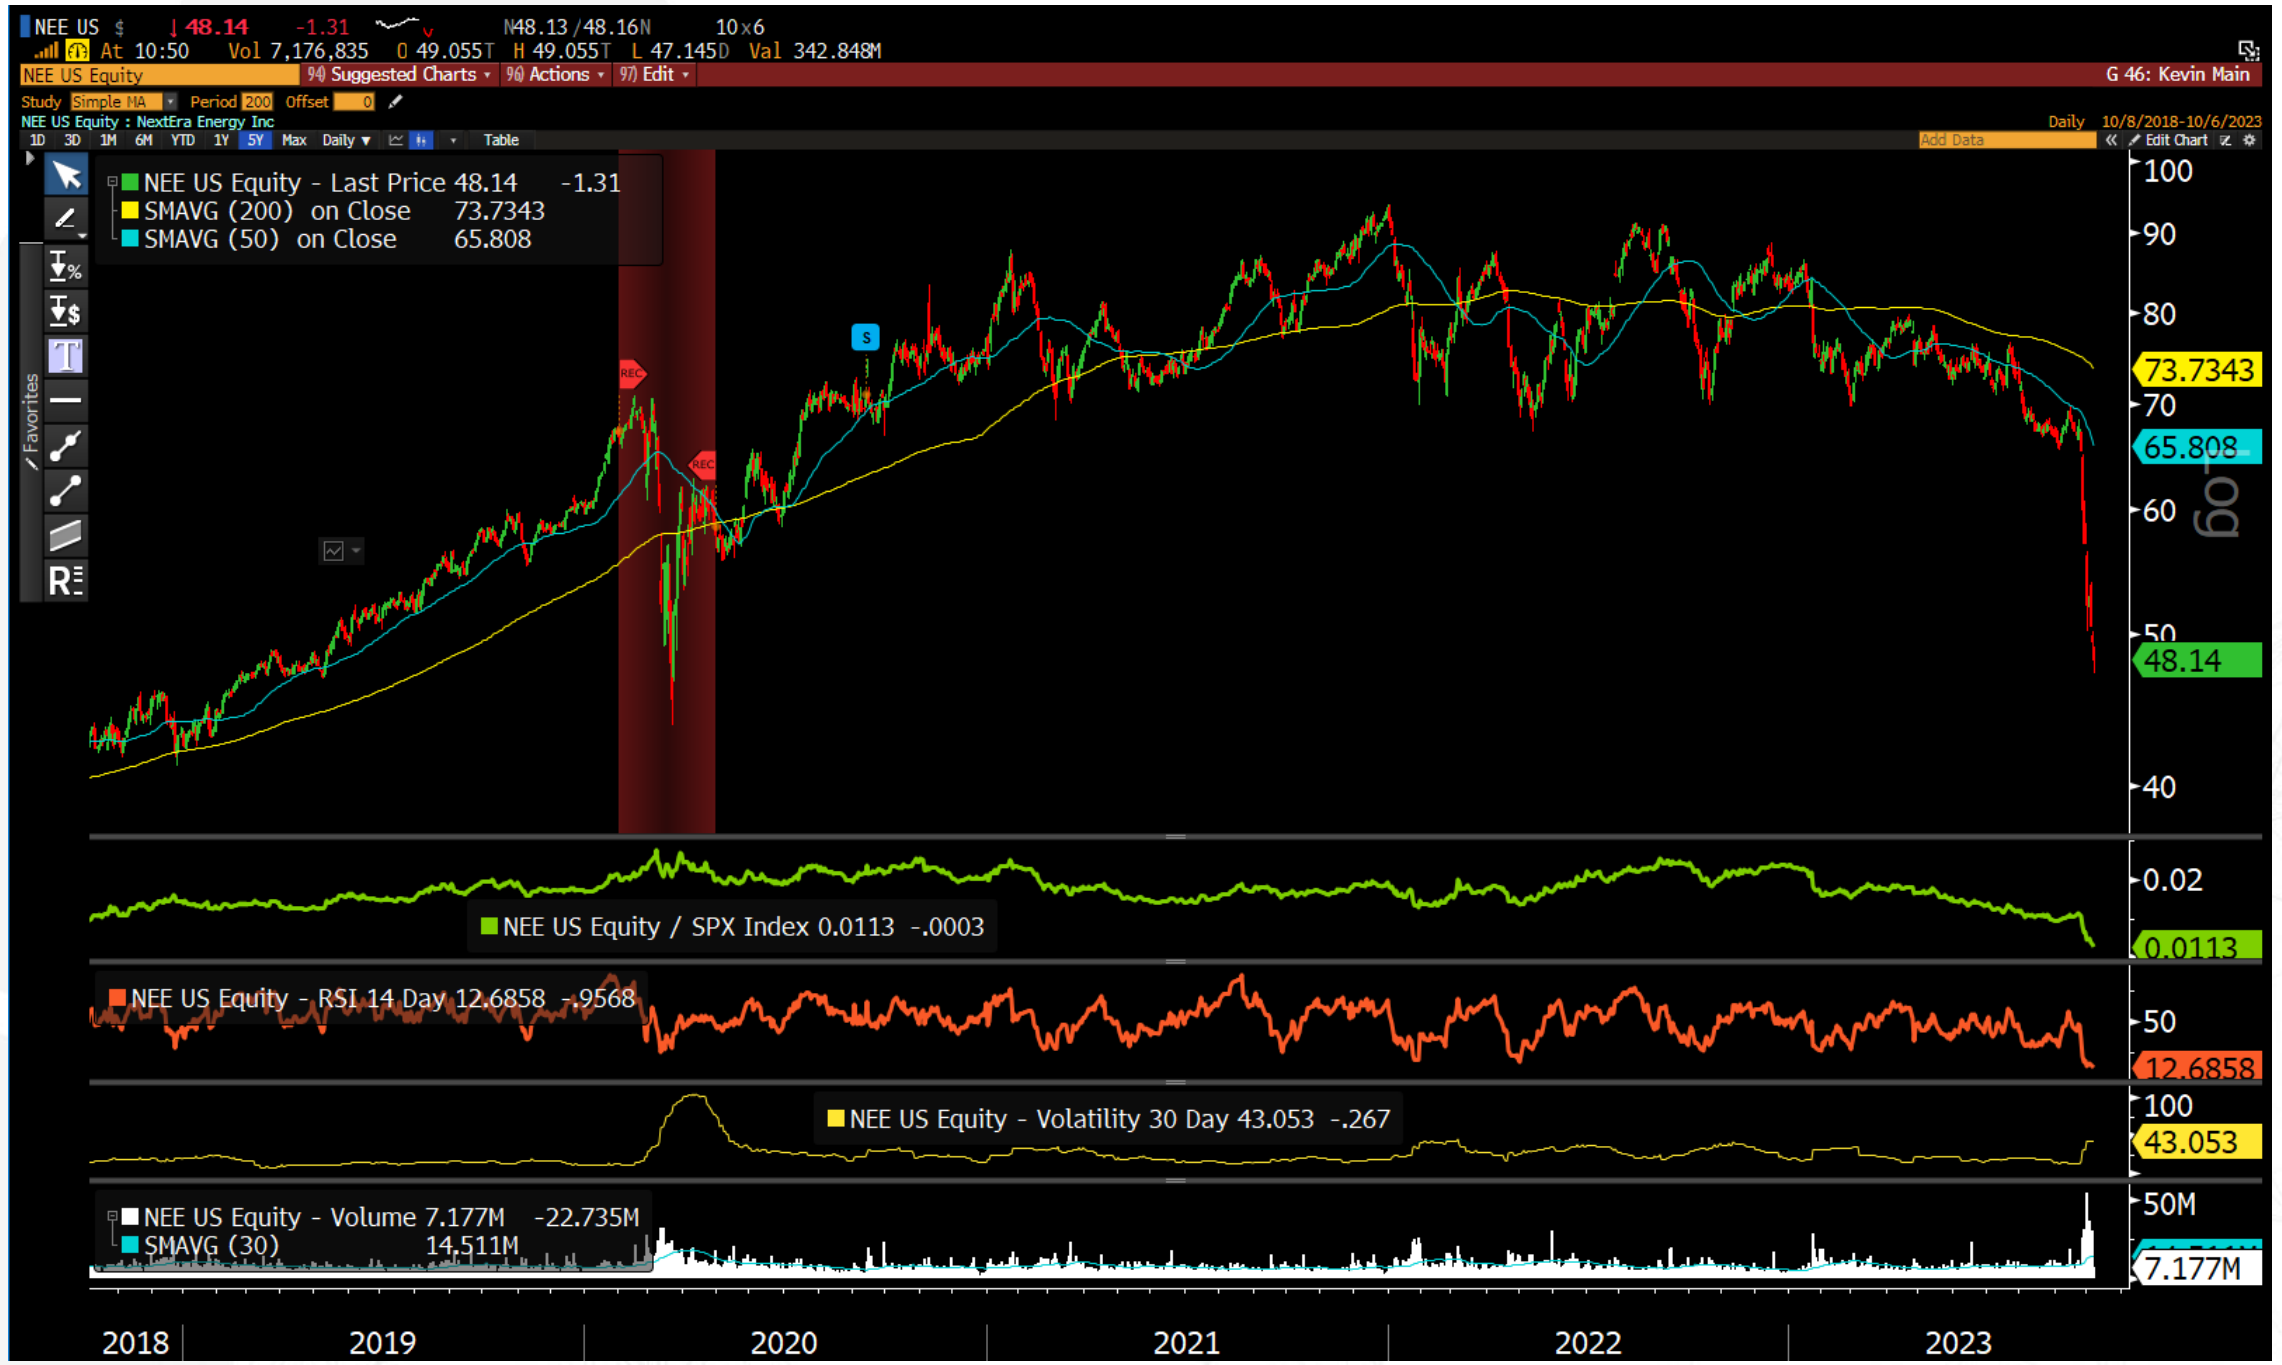 NEE US $ ↓48.14 -1.31 N48.13/48.16N 10x6
At 10:50 Vol 7,176,835 O 49.055T H 49.055T L 47.145D Val 342.848M
NEE US Equity 94) Suggested Charts 96) Actions 97) Edit G 46: Kevin Main
Study Simple MA Period 200 Offset 0
NEE US Equity : NextEra Energy Inc Daily 10/8/2018-10/6/2023
1D 3D 1M 6M YTD 1Y 5Y Max Daily ▼ Table Add Data « Edit Chart
Favorites
%
$
T
R
NEE US Equity - Last Price 48.14 -1.31
SMAVG (200) on Close 73.7343
SMAVG (50) on Close 65.808
REC
REC
S
100
90
80
73.7343
70
65.808
Log
60
50
48.14
40
NEE US Equity / SPX Index 0.0113 -.0003
0.02
0.0113
NEE US Equity - RSI 14 Day 12.6858 -.9568
50
12.6858
NEE US Equity - Volatility 30 Day 43.053 -.267
100
43.053
NEE US Equity - Volume 7.177M -22.735M
SMAVG (30) 14.511M
50M
7.177M
2018 2019 2020 2021 2022 2023